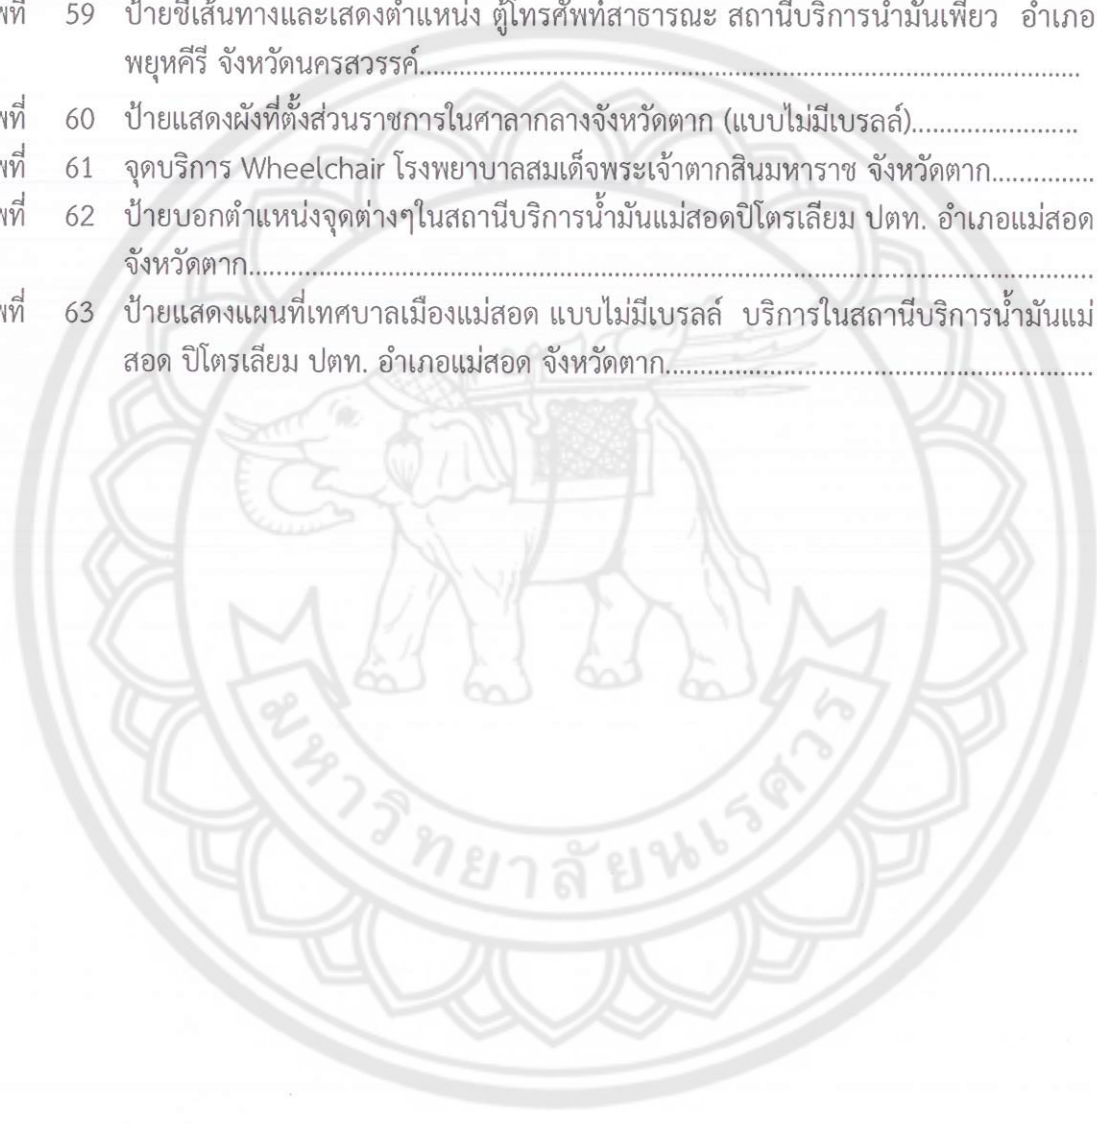 พที่ 59 ป้ายชี้เส้นทางและเสดงตำแหน่ง ตู้โทรศัพท์สาธารณะ สถานีบริการน้ำมันเพียว อำเภอ
พยุหคีรี จังหวัดนครสวรรค์...............................................................................................
พที่ 60 ป้ายแสดงผังที่ตั้งส่วนราชการในศาลากลางจังหวัดตาก (แบบไม่มีเบรลล์)........................
พที่ 61 จุดบริการ Wheelchair โรงพยาบาลสมเด็จพระเจ้าตากสินมหาราช จังหวัดตาก...............
พที่ 62 ป้ายบอกตำแหน่งจุดต่างๆในสถานีบริการน้ำมันแม่สอดปิโตรเลียม ปตท. อำเภอแม่สอด
จังหวัดตาก.........................................................................................................................
พที่ 63 ป้ายแสดงแผนที่เทศบาลเมืองแม่สอด แบบไม่มีเบรลล์ บริการในสถานีบริการน้ำมันแม่
สอด ปิโตรเลียม ปตท. อำเภอแม่สอด จังหวัดตาก.............................................................
มหาวิทยาลัยนเรศวร